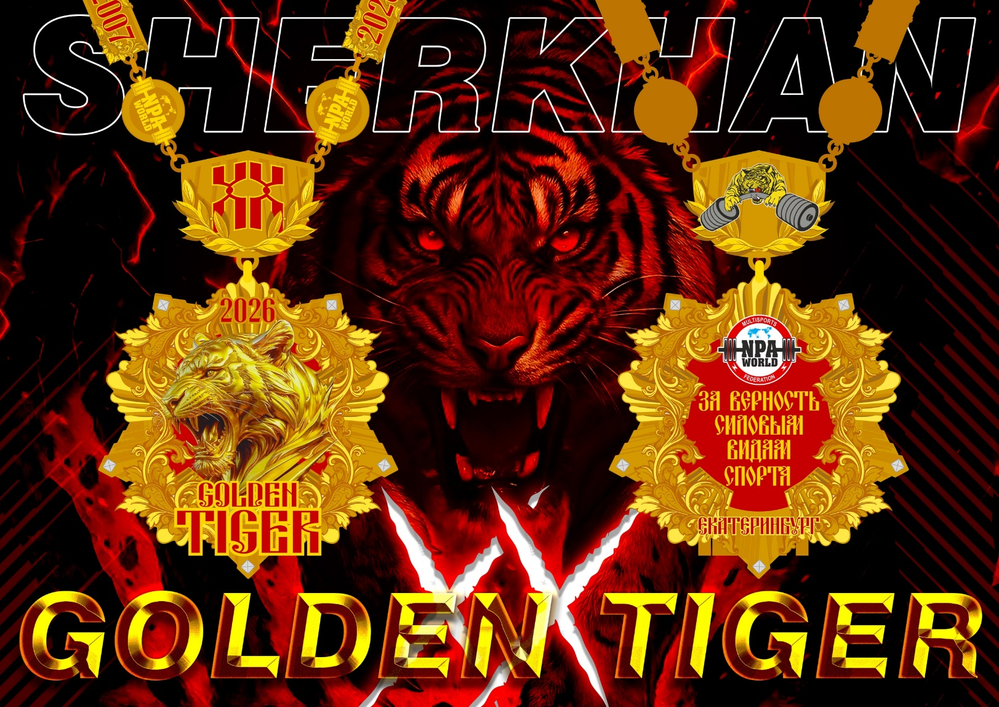 SHERKHAN
2007
2026
NPA
WORLD
NPA
WORLD
2026
GOLDEN
TIGER
MULTISPORTS
NPA
WORLD
FEDERATION
ЗА ВЕРНОСТЬ
СИЛОВЫМ
ВИДАМ
СПОРТА
ЕКАТЕРИНБУРГ
XX
GOLDEN TIGER